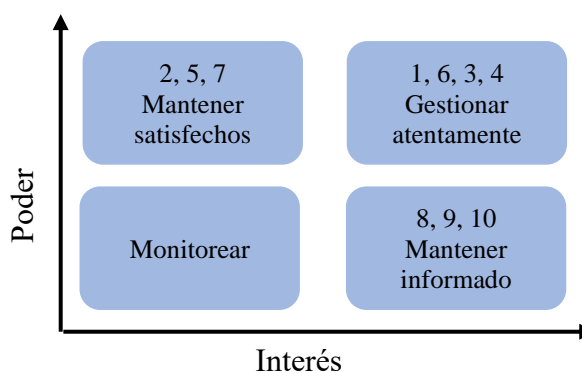 2, 5, 7
Mantener
satisfechos
1, 6, 3, 4
Gestionar
atentamente
Poder
Monitorear
8, 9, 10
Mantener
informado
Interés